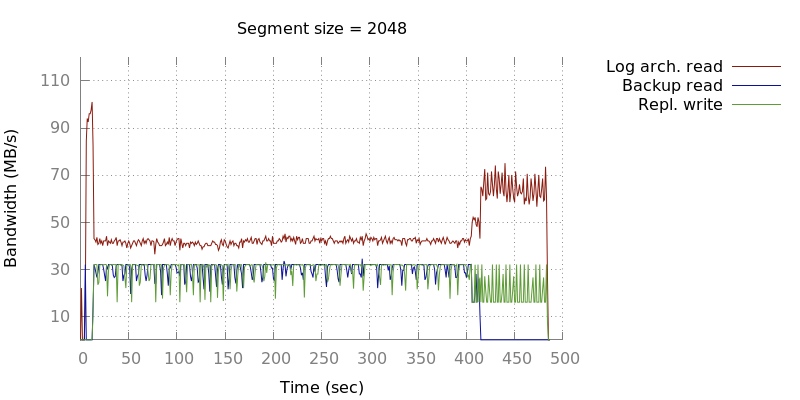 Segment size = 2048
Log arch. read
Backup read
Repl. write
Bandwidth (MB/s)
110
90
70
50
30
10
0 50 100 150 200 250 300 350 400 450 500
Time (sec)